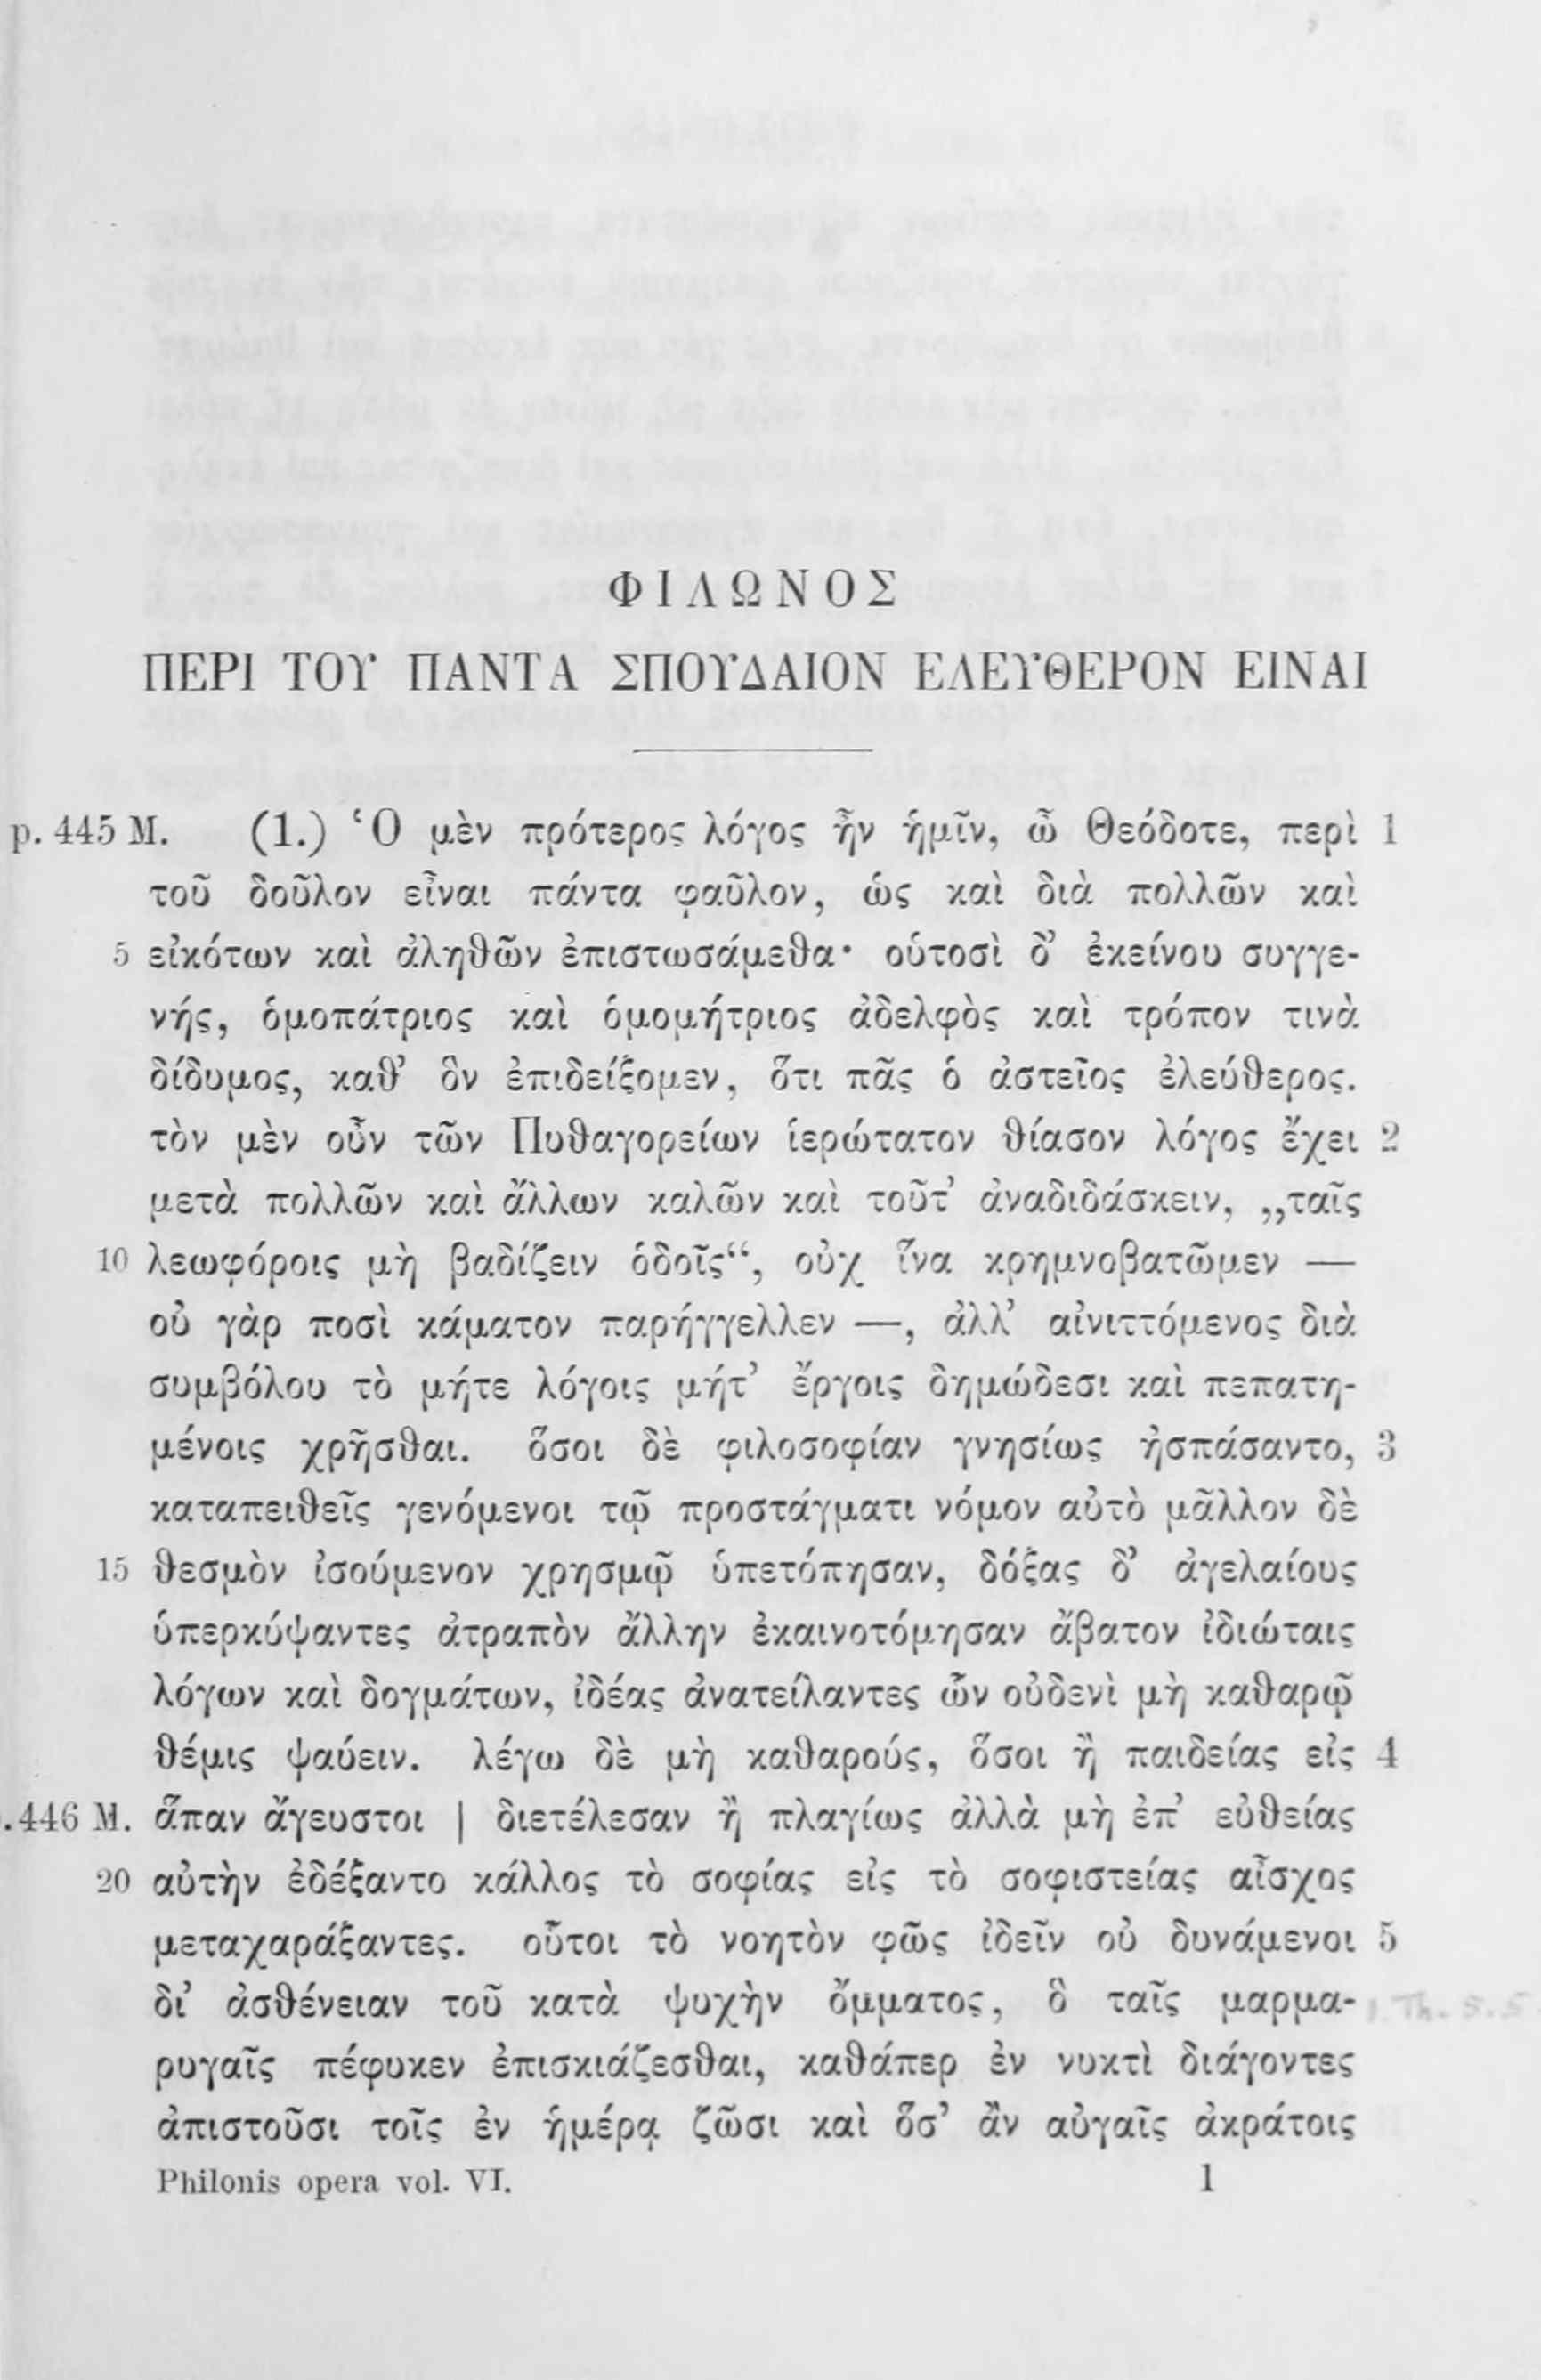 ΦΙΛΩΝΟΣ
ΠΕΡΙ ΤΟΥ ΠΑΝΤΑ ΣΠΟΥΔΑΙΟΝ ΕΛΕΥΘΕΡΟΝ ΕΙΝΑΙ
p. 445 M. (1.) Ὁ μὲν πρότερος λόγος ἦν ἡμῖν, ὦ Θεόδοτε, περὶ 1
τοῦ δοῦλον εἶναι πάντα φαῦλον, ὡς καὶ διὰ πολλῶν καὶ
5 εἰκότων καὶ ἀληθῶν ἐπιστωσάμεθα· οὑτοσὶ δ’ ἐκείνου συγγε-
νής, ὁμοπάτριος καὶ ὁμομήτριος ἀδελφὸς καὶ τρόπον τινὰ
δίδυμος, καθ’ ὃν ἐπιδείξομεν, ὅτι πᾶς ὁ ἀστεῖος ἐλεύθερος.
τὸν μὲν οὖν τῶν Πυθαγορείων ἱερώτατον θίασον λόγος ἔχει 2
μετὰ πολλῶν καὶ ἄλλων καλῶν καὶ τοῦτ’ ἀναδιδάσκειν, „ταῖς
10 λεωφόροις μὴ βαδίζειν ὁδοῖς“, οὐχ ἵνα κρημνοβατῶμεν —
οὐ γὰρ ποσὶ κάματον παρήγγελλεν —, ἀλλ’ αἰνιττόμενος διὰ
συμβόλου τὸ μήτε λόγοις μήτ’ ἔργοις δημώδεσι καὶ πεπατη-
μένοις χρῆσθαι. ὅσοι δὲ φιλοσοφίαν γνησίως ἠσπάσαντο, 3
καταπειθεῖς γενόμενοι τῷ προστάγματι νόμον αὐτὸ μᾶλλον δὲ
15 θεσμὸν ἰσούμενον χρησμῷ ὑπετόπησαν, δόξας δ’ ἀγελαίους
ὑπερκύψαντες ἀτραπὸν ἄλλην ἐκαινοτόμησαν ἄβατον ἰδιώταις
λόγων καὶ δογμάτων, ἰδέας ἀνατείλαντες ὧν οὐδενὶ μὴ καθαρῷ
θέμις ψαύειν. λέγω δὲ μὴ καθαρούς, ὅσοι ἢ παιδείας εἰς 4
.446 M. ἅπαν ἄγευστοι | διετέλεσαν ἢ πλαγίως ἀλλὰ μὴ ἐπ’ εὐθείας
20 αὐτὴν ἐδέξαντο κάλλος τὸ σοφίας εἰς τὸ σοφιστείας αἶσχος
μεταχαράξαντες. οὗτοι τὸ νοητὸν φῶς ἰδεῖν οὐ δυνάμενοι 5
δι’ ἀσθένειαν τοῦ κατὰ ψυχὴν ὄμματος, ὃ ταῖς μαρμα-
ρυγαῖς πέφυκεν ἐπισκιάζεσθαι, καθάπερ ἐν νυκτὶ διάγοντες
ἀπιστοῦσι τοῖς ἐν ἡμέρᾳ ζῶσι καὶ ὅσ’ ἂν αὐγαῖς ἀκράτοις
Philonis opera vol. VI. 1